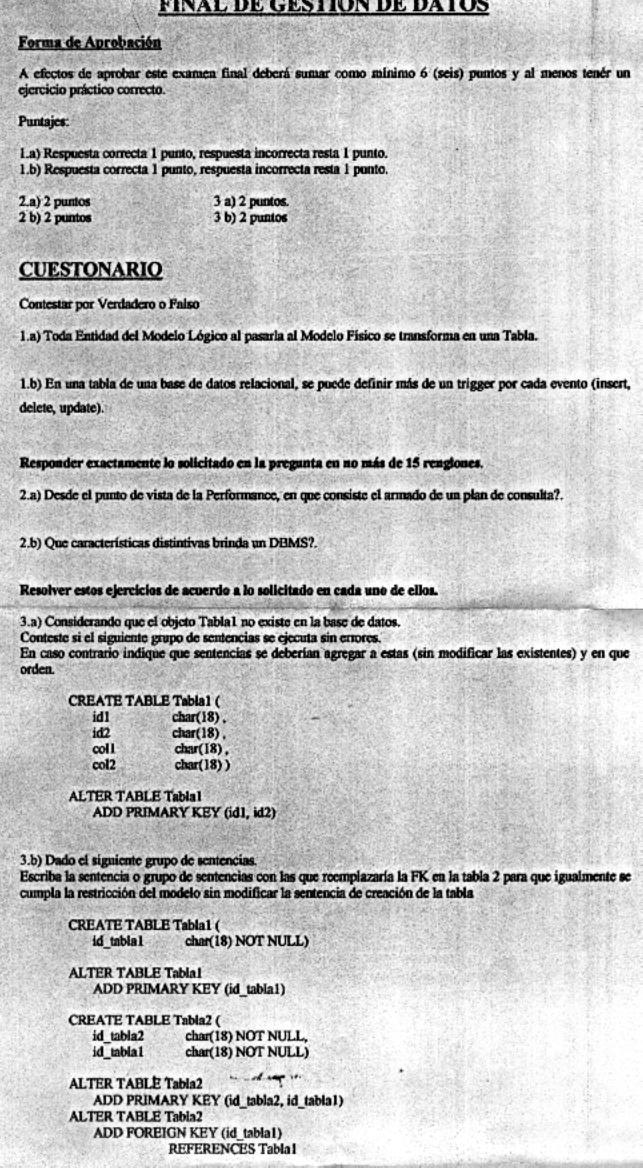 FINAL DE GESTIÓN DE DATOS
Forma de Aprobación
A efectos de aprobar este examen final deberá sumar como mínimo 6 (seis) puntos y al menos tenér un
ejercicio práctico correcto.
Puntajes:
1.a) Respuesta correcta 1 punto, respuesta incorrecta resta 1 punto.
1.b) Respuesta correcta 1 punto, respuesta incorrecta resta 1 punto.
2.a) 2 puntos 3 a) 2 puntos.
2 b) 2 puntos 3 b) 2 puntos
CUESTONARIO
Contestar por Verdadero o Falso
1.a) Toda Entidad del Modelo Lógico al pasarla al Modelo Físico se transforma en una Tabla.
1.b) En una tabla de una base de datos relacional, se puede definir más de un trigger por cada evento (insert,
delete, update).
Responder exactamente lo solicitado en la pregunta en no más de 15 renglones.
2.a) Desde el punto de vista de la Performance, en que consiste el armado de un plan de consulta?.
2.b) Que características distintivas brinda un DBMS?.
Resolver estos ejercicios de acuerdo a lo solicitado en cada uno de ellos.
3.a) Considerando que el objeto Tabla1 no existe en la base de datos.
Conteste si el siguiente grupo de sentencias se ejecuta sin errores.
En caso contrario indique que sentencias se deberían agregar a estas (sin modificar las existentes) y en que
orden.
CREATE TABLE Tabla1 (
id1 char(18) ,
id2 char(18) ,
col1 char(18) ,
col2 char(18) )
ALTER TABLE Tabla1
ADD PRIMARY KEY (id1, id2)
3.b) Dado el siguiente grupo de sentencias.
Escriba la sentencia o grupo de sentencias con las que reemplazaría la FK en la tabla 2 para que igualmente se
cumpla la restricción del modelo sin modificar la sentencia de creación de la tabla
CREATE TABLE Tabla1 (
id_tabla1 char(18) NOT NULL)
ALTER TABLE Tabla1
ADD PRIMARY KEY (id_tabla1)
CREATE TABLE Tabla2 (
id_tabla2 char(18) NOT NULL,
id_tabla1 char(18) NOT NULL)
ALTER TABLE Tabla2
ADD PRIMARY KEY (id_tabla2, id_tabla1)
ALTER TABLE Tabla2
ADD FOREIGN KEY (id_tabla1)
REFERENCES Tabla1